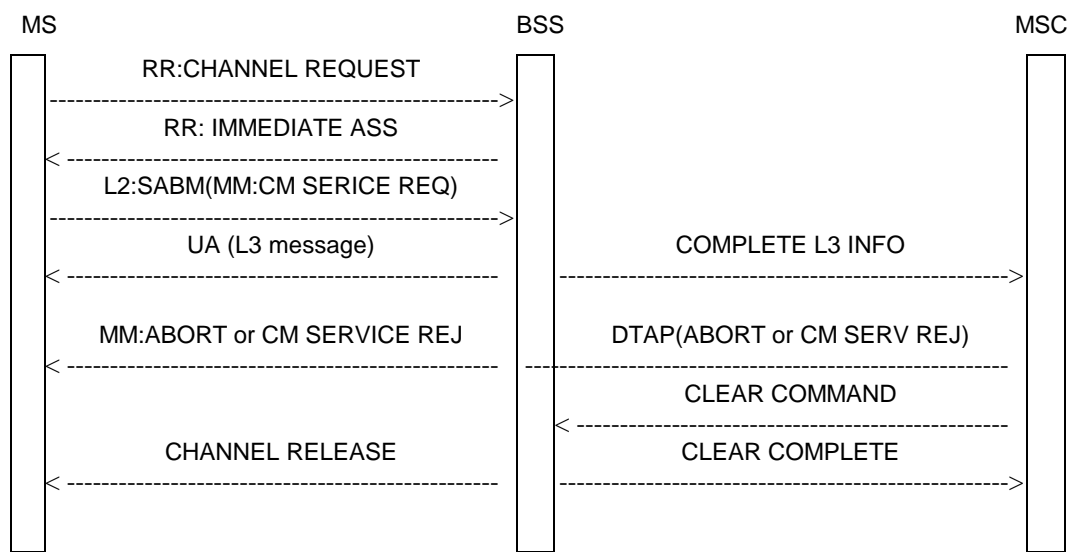 MS BSS MSC
RR:CHANNEL REQUEST
RR: IMMEDIATE ASS
L2:SABM(MM:CM SERICE REQ)
UA (L3 message) COMPLETE L3 INFO
MM:ABORT or CM SERVICE REJ DTAP(ABORT or CM SERV REJ)
CLEAR COMMAND
CHANNEL RELEASE CLEAR COMPLETE